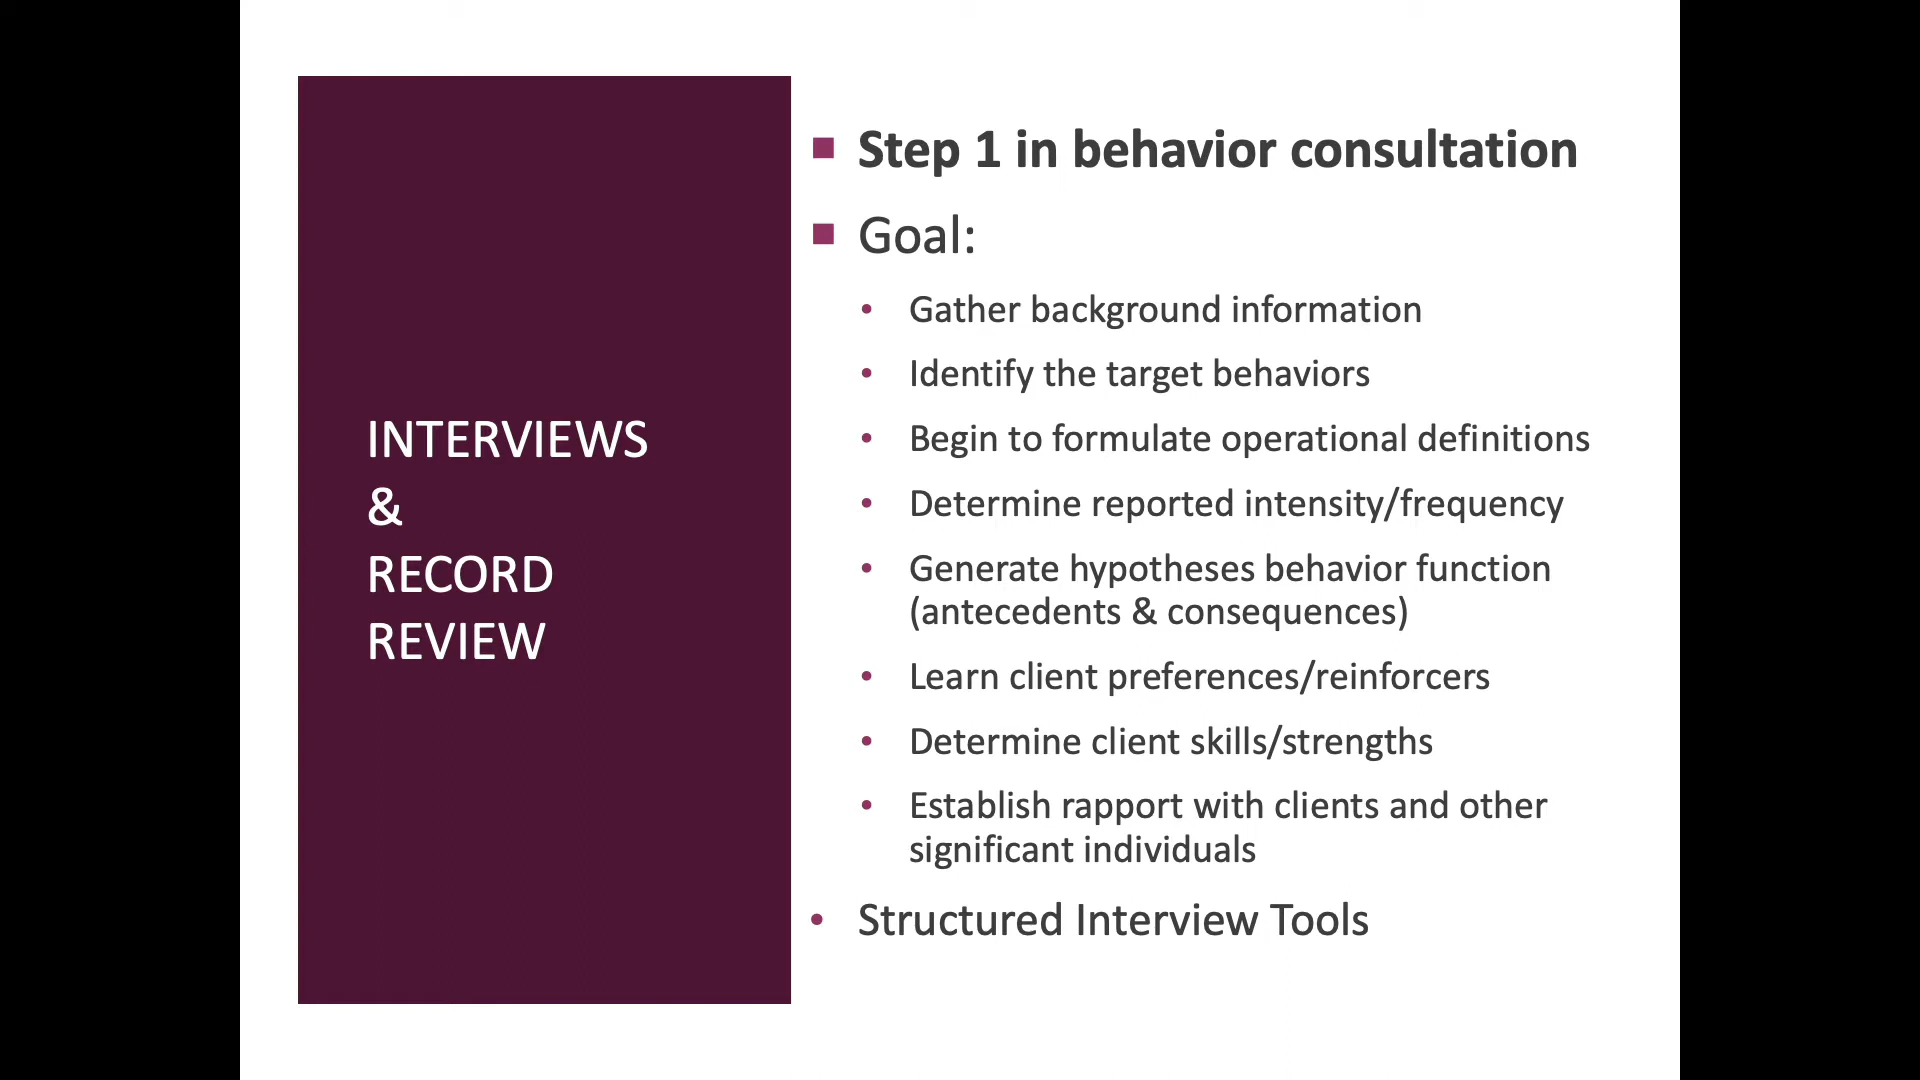 INTERVIEWS
&
RECORD
REVIEW
Step 1 in behavior consultation
Goal:
Gather background information
Identify the target behaviors
Begin to formulate operational definitions
Determine reported intensity/frequency
Generate hypotheses behavior function
(antecedents & consequences)
Learn client preferences/reinforcers
Determine client skills/strengths
Establish rapport with clients and other
significant individuals
Structured Interview Tools